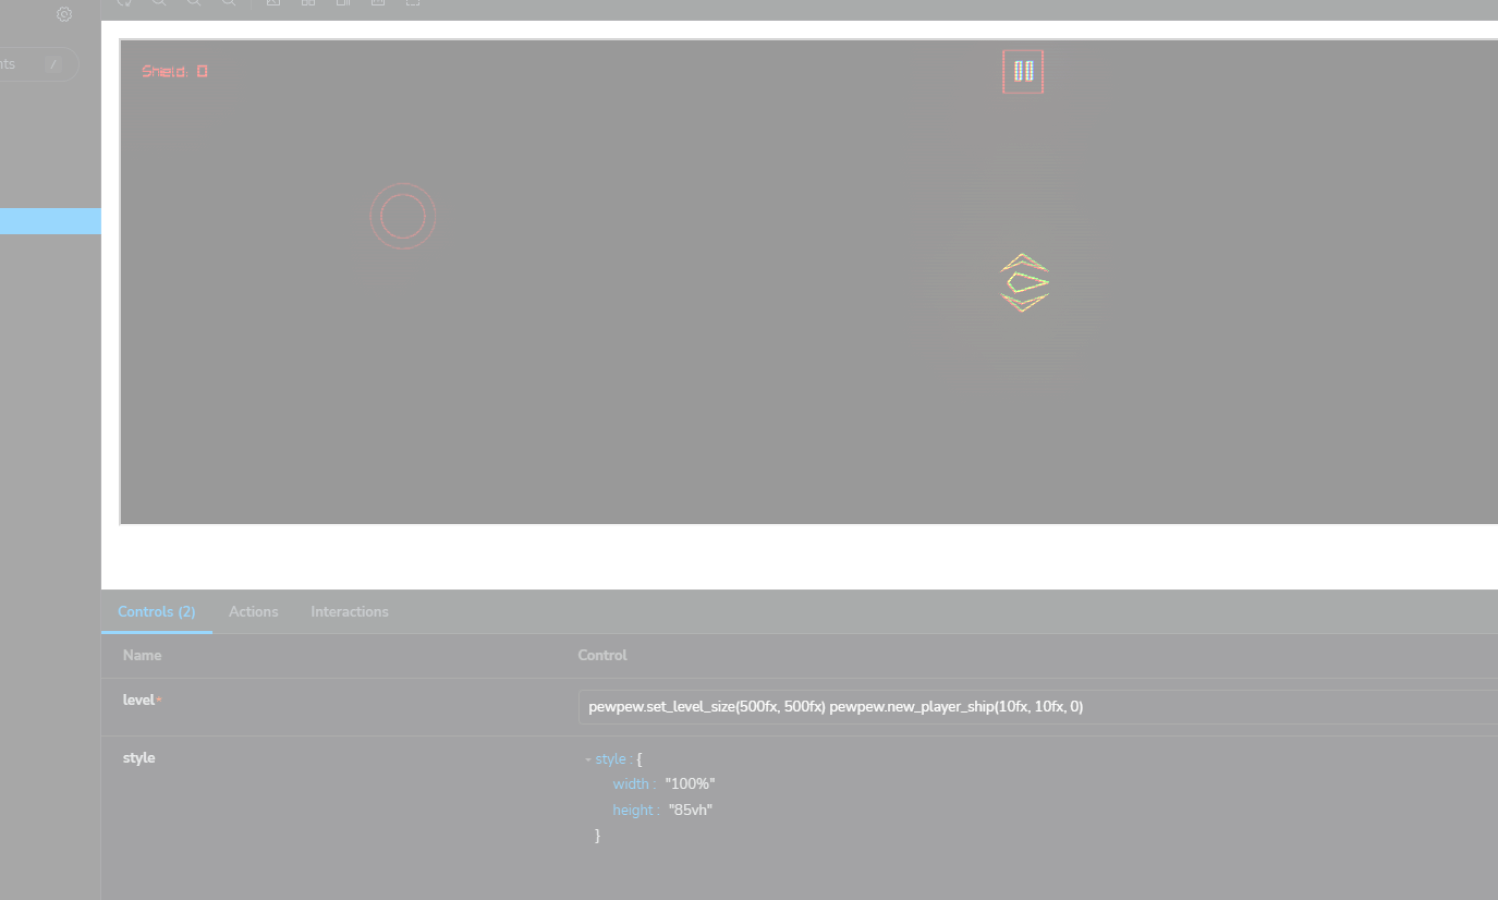 nts /
Shield: 0
Controls (2) Actions Interactions
Name Control
level* pewpew.set_level_size(500fx, 500fx) pewpew.new_player_ship(10fx, 10fx, 0)
style style : {
width : "100%"
height : "85vh"
}